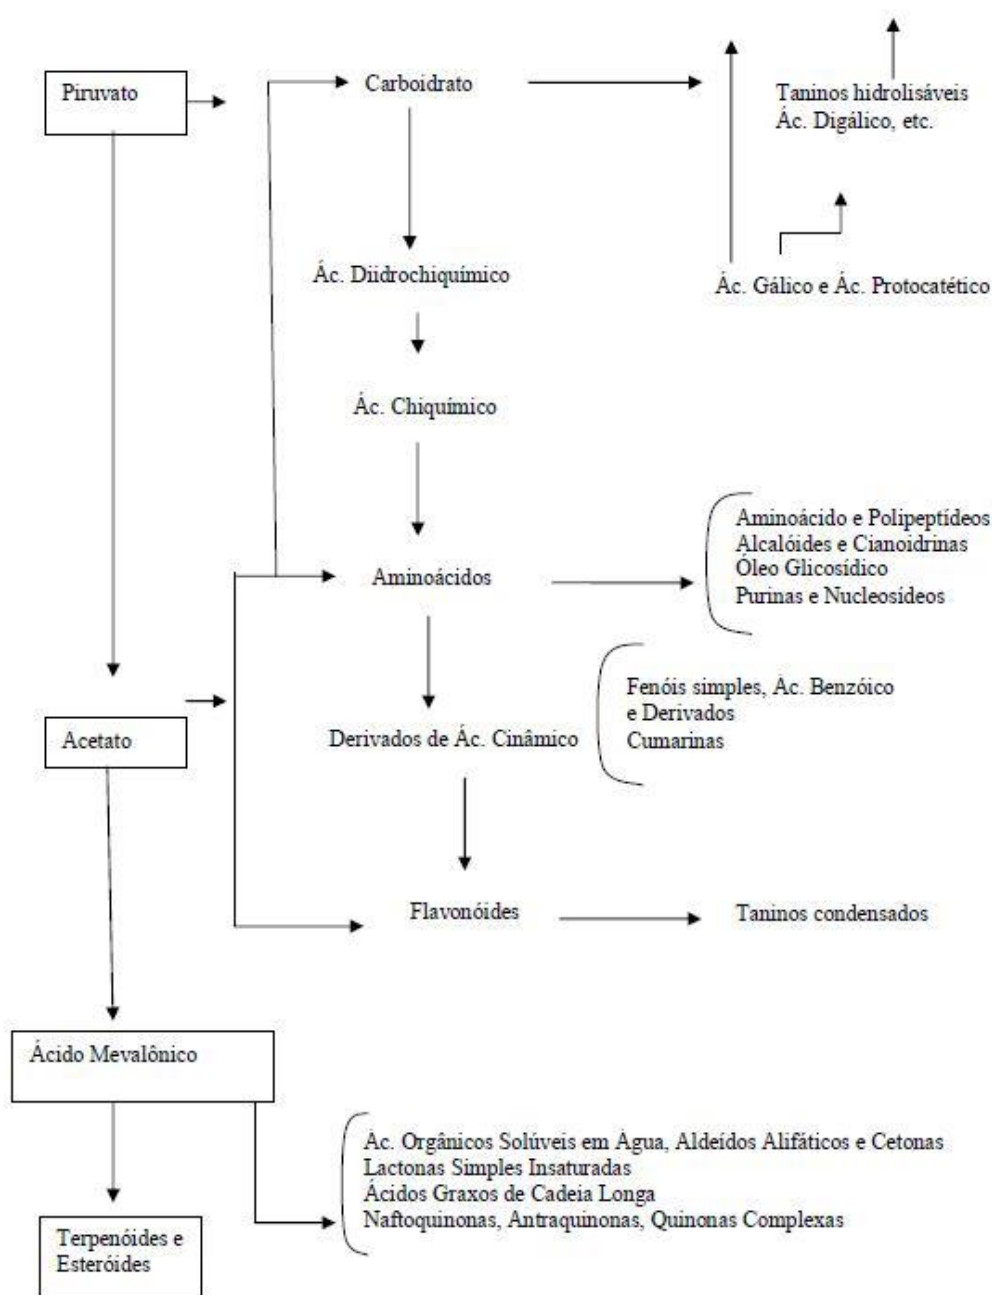 Piruvato
Carboidrato
Taninos hidrolisáveis
Ác. Digálico, etc.
Ác. Diidrochiquímico
Ác. Gálico e Ác. Protocatético
Ác. Chiquímico
Aminoácidos
Aminoácido e Polipeptídeos
Alcalóides e Cianoidrinas
Óleo Glicosídico
Purinas e Nucleosídeos
Acetato
Derivados de Ác. Cinâmico
Fenóis simples, Ác. Benzóico
e Derivados
Cumarinas
Flavonóides
Taninos condensados
Ácido Mevalônico
Terpenóides e
Esteróides
Ác. Orgânicos Solúveis em Água, Aldeídos Alifáticos e Cetonas
Lactonas Simples Insaturadas
Ácidos Graxos de Cadeia Longa
Naftoquinonas, Antraquinonas, Quinonas Complexas